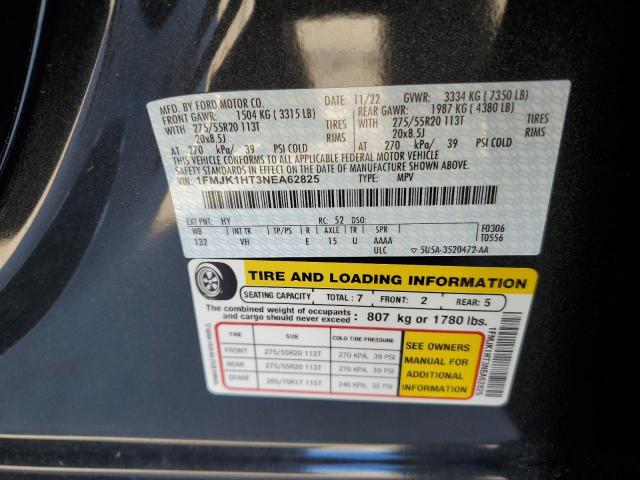 MFD. BY FORD MOTOR CO.
11/22 GVWR: 3334 KG ( 7350 LB)
FRONT GAWR: 1504 KG ( 3315 LB)
REAR GAWR: 1987 KG ( 4380 LB)
WITH 275/55R20 113T TIRES
WITH 275/55R20 113T TIRES
20x8.5J RIMS
20x8.5J RIMS
AT 270 kPa/ 39 PSI COLD
AT 270 kPa/ 39 PSI COLD
THIS VEHICLE CONFORMS TO ALL APPLICABLE FEDERAL MOTOR VEHICLE
SAFETY STANDARDS IN EFFECT ON THE DATE OF MANUFACTURE SHOWN ABOVE.
VIN: 1FMJK1HT3NEA62825 TYPE: MPV
EXT PNT: HY RC: 52 DSO:
WB INT TR TP/PS R AXLE TR SPR
F0306
T0556
132 VH E 15 U AAAA
ULC 5U5A-3520472-AA
TIRE AND LOADING INFORMATION
SEATING CAPACITY TOTAL : 7 FRONT: 2 REAR: 5
The combined weight of occupants
and cargo should never exceed : 807 kg or 1780 lbs.
TIRE SIZE COLD TIRE PRESSURE
FRONT 275/55R20 113T 270 KPA, 39 PSI
REAR 275/55R20 113T 270 KPA, 39 PSI
SPARE 265/70R17 115T 240 KPA, 35 PSI
SEE OWNERS
MANUAL FOR
ADDITIONAL
INFORMATION
1FMJK1HT3NEA62825